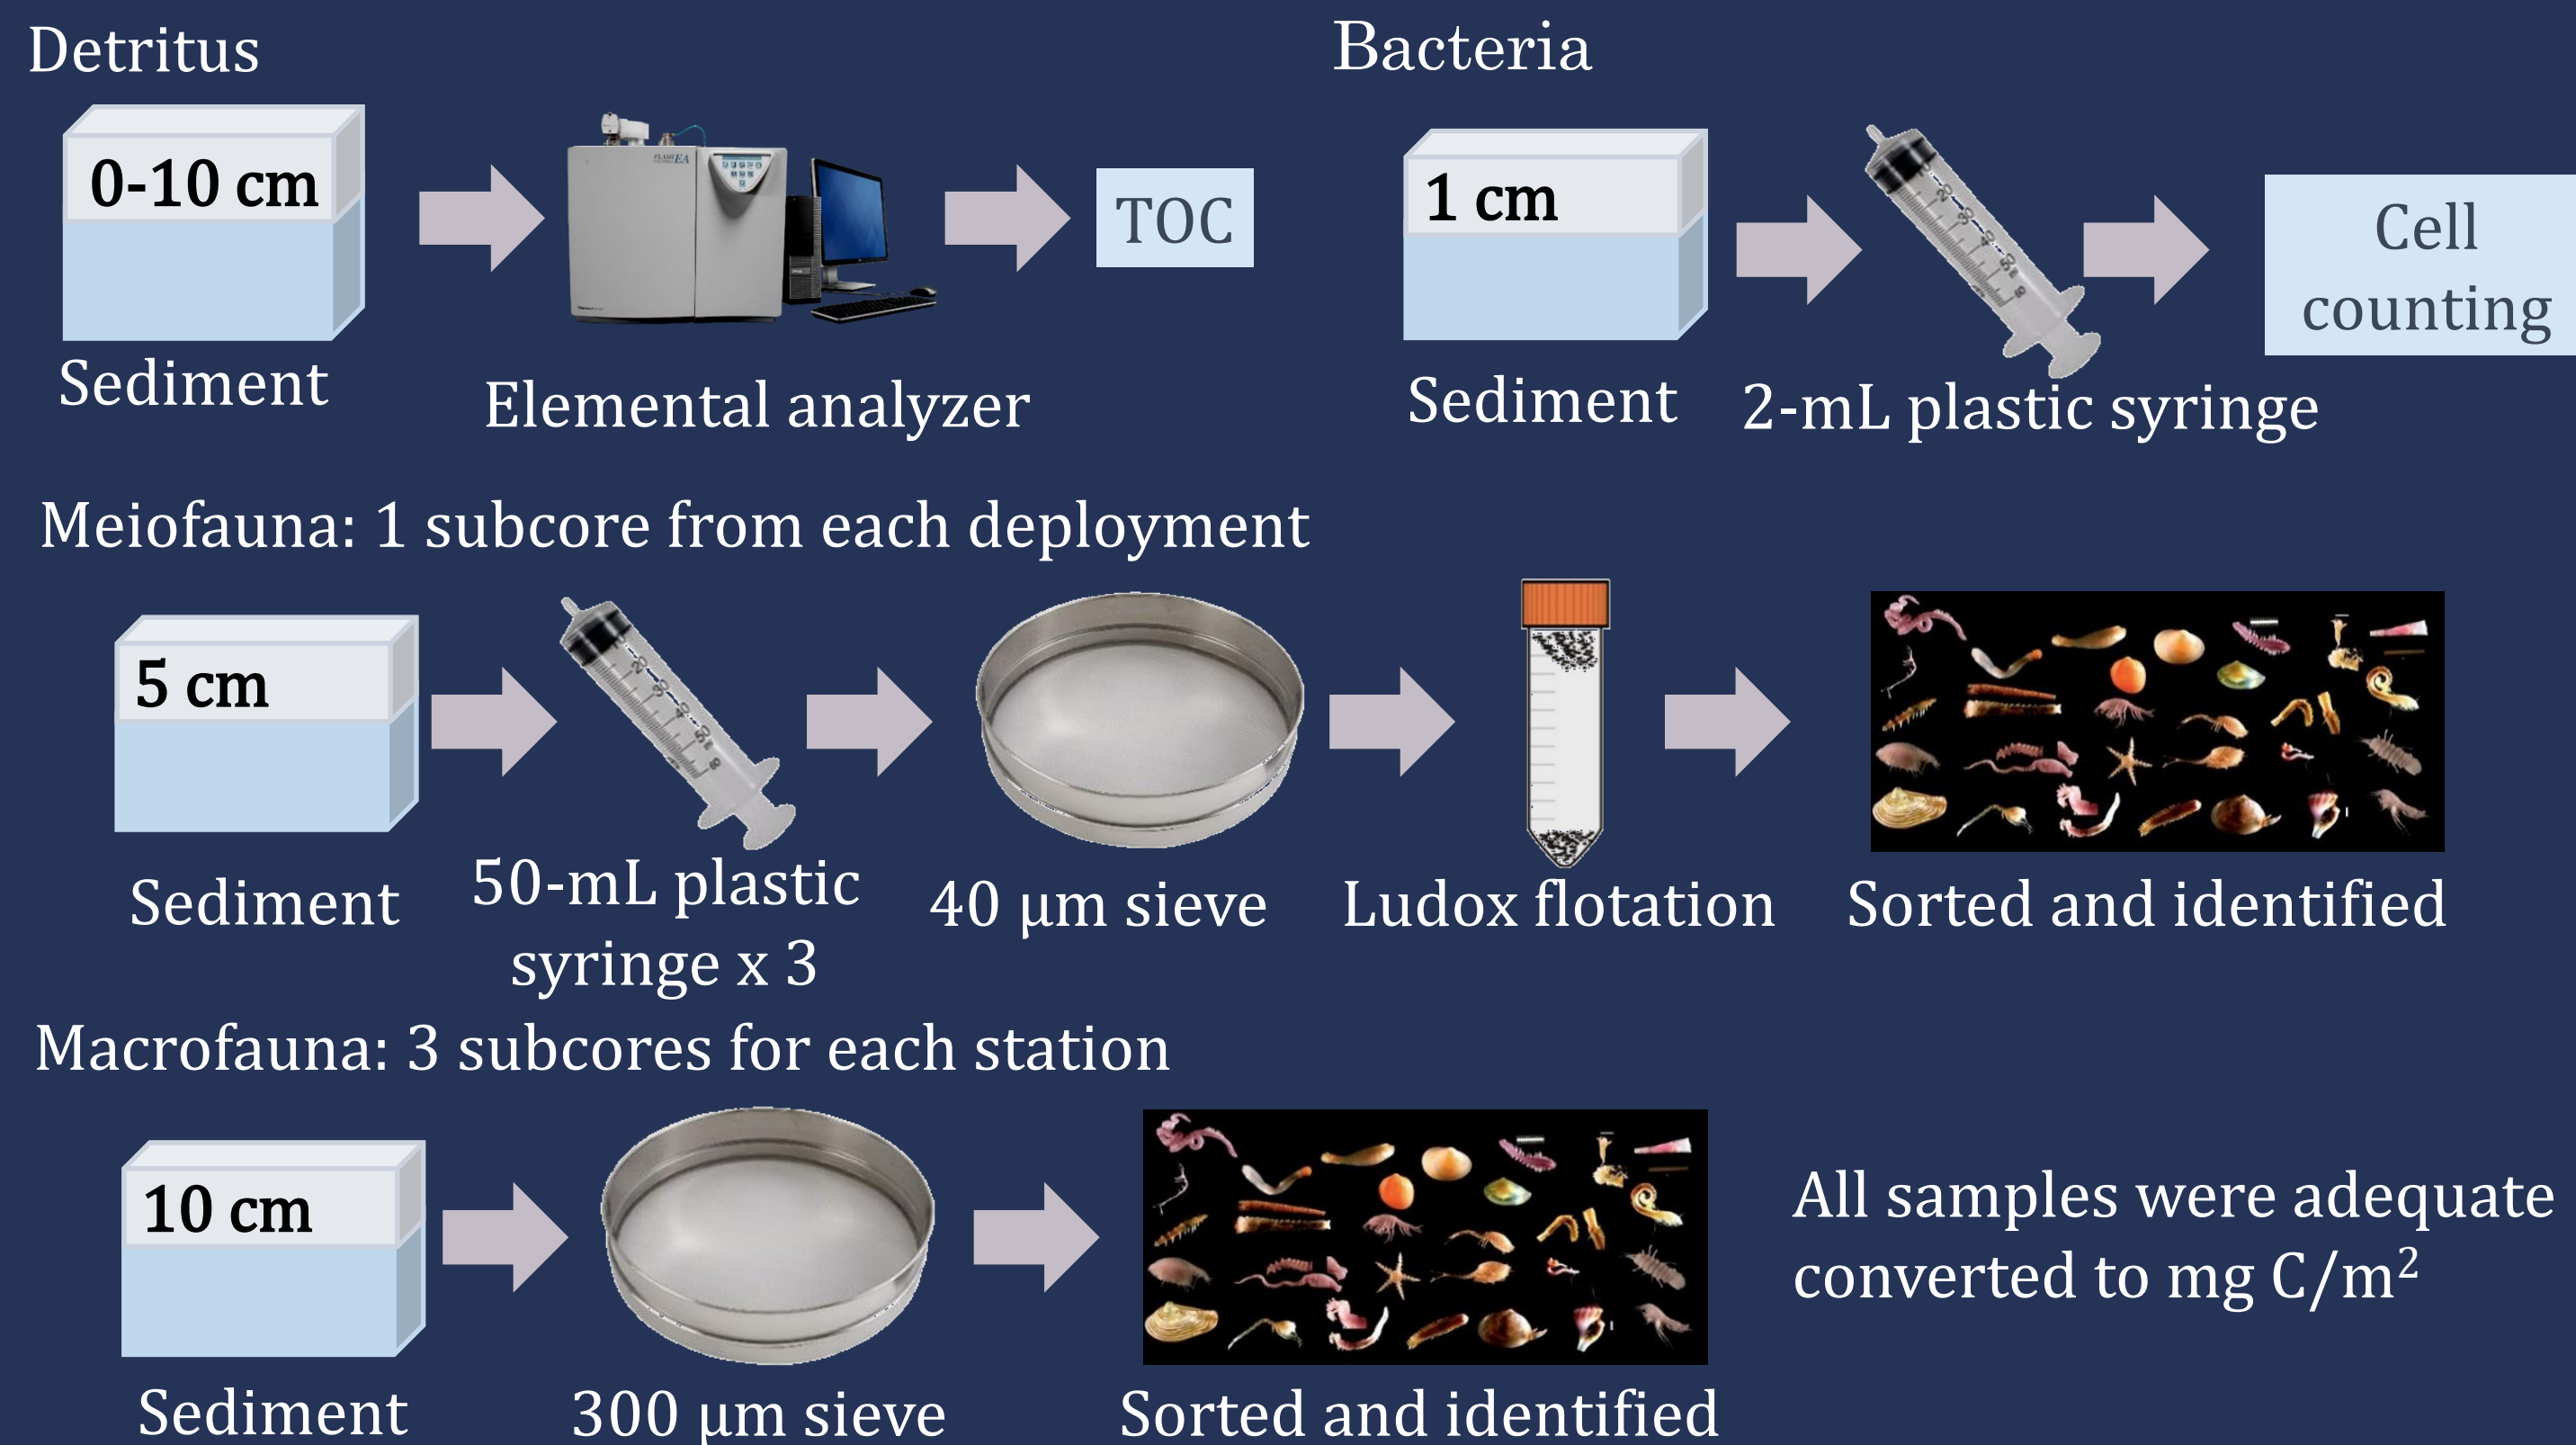 Detritus
Bacteria
0-10 cm
TOC
1 cm
Cell
counting
Sediment
Elemental analyzer
Sediment
2-mL plastic syringe
Meiofauna: 1 subcore from each deployment
5 cm
Sediment
50-mL plastic
syringe x 3
40 µm sieve
Ludox flotation
Sorted and identified
Macrofauna: 3 subcores for each station
10 cm
Sediment
300 µm sieve
Sorted and identified
All samples were adequate
converted to mg C/m²